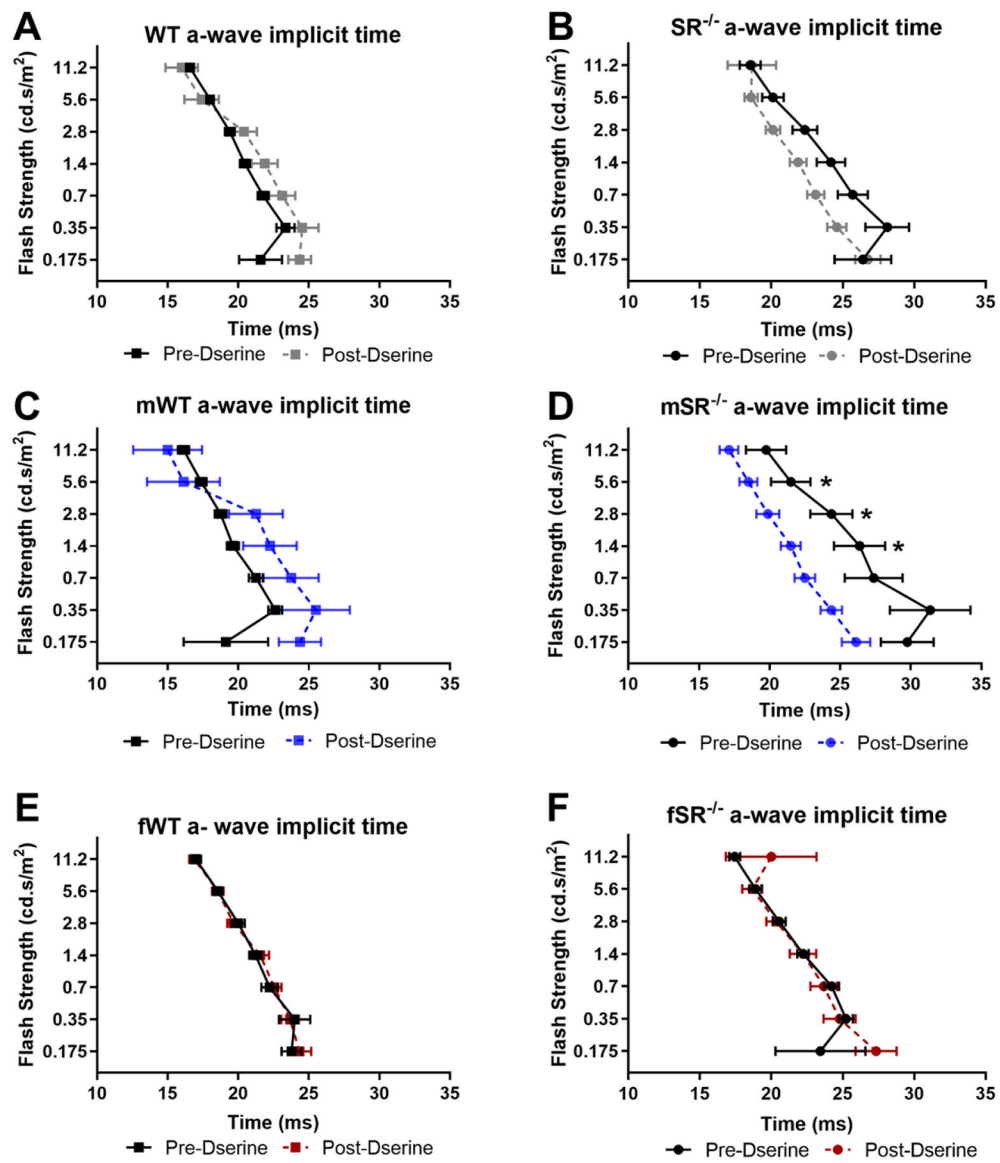 A
WT a-wave implicit time
Flash Strength (cd.s/m²)
11.2
5.6
2.8
1.4
0.7
0.35
0.175
10 15 20 25 30 35
Time (ms)
Pre-Dserine Post-Dserine
B
SR⁻/⁻ a-wave implicit time
Flash Strength (cd.s/m²)
11.2
5.6
2.8
1.4
0.7
0.35
0.175
10 15 20 25 30 35
Time (ms)
Pre-Dserine Post-Dserine
C
mWT a-wave implicit time
Flash Strength (cd.s/m²)
11.2
5.6
2.8
1.4
0.7
0.35
0.175
10 15 20 25 30 35
Time (ms)
Pre-Dserine Post-Dserine
D
mSR⁻/⁻ a-wave implicit time
Flash Strength (cd.s/m²)
11.2
5.6
*
2.8
*
1.4
*
0.7
0.35
0.175
10 15 20 25 30 35
Time (ms)
Pre-Dserine Post-Dserine
E
fWT a- wave implicit time
Flash Strength (cd.s/m²)
11.2
5.6
2.8
1.4
0.7
0.35
0.175
10 15 20 25 30 35
Time (ms)
Pre-Dserine Post-Dserine
F
fSR⁻/⁻ a-wave implicit time
Flash Strength (cd.s/m²)
11.2
5.6
2.8
1.4
0.7
0.35
0.175
10 15 20 25 30 35
Time (ms)
Pre-Dserine Post-Dserine